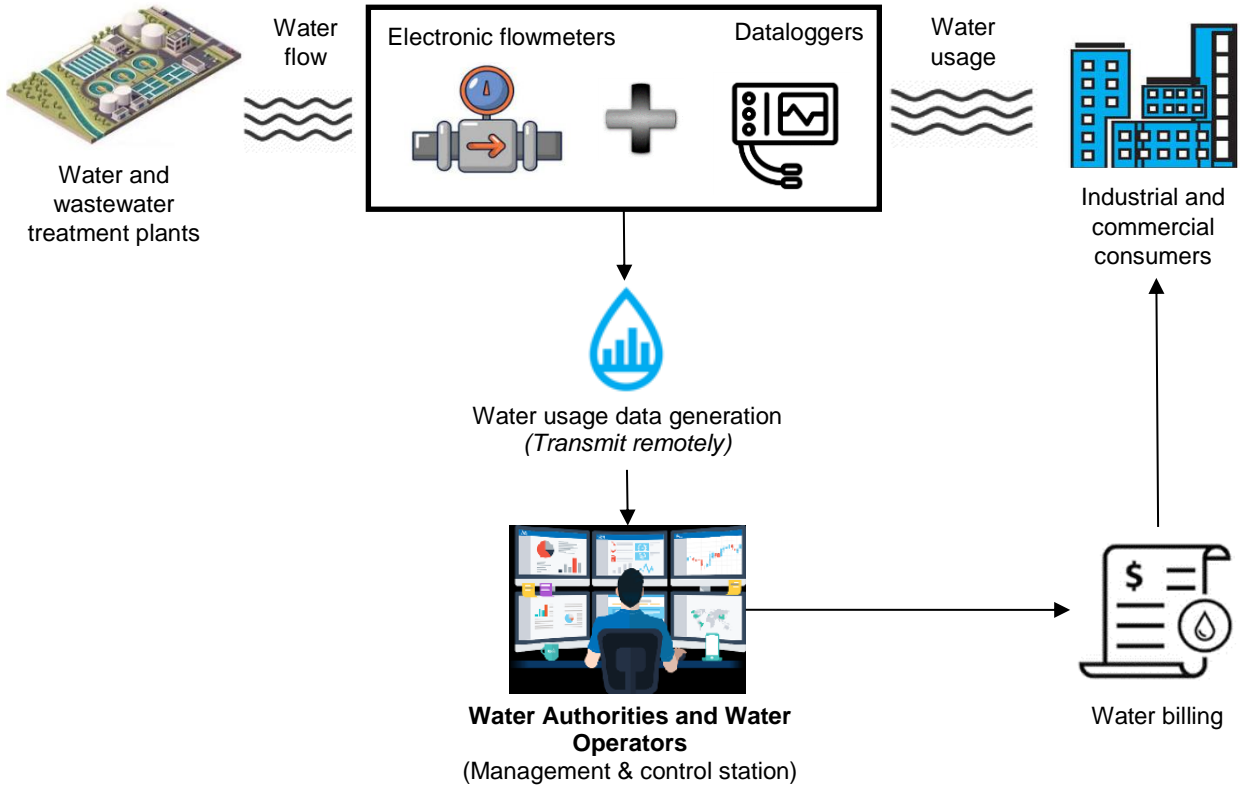 Water
flow
Electronic flowmeters
Dataloggers
Water
usage
Water and
wastewater
treatment plants
Industrial and
commercial
consumers
Water usage data generation
(Transmit remotely)
$
Water Authorities and Water
Operators
(Management & control station)
Water billing